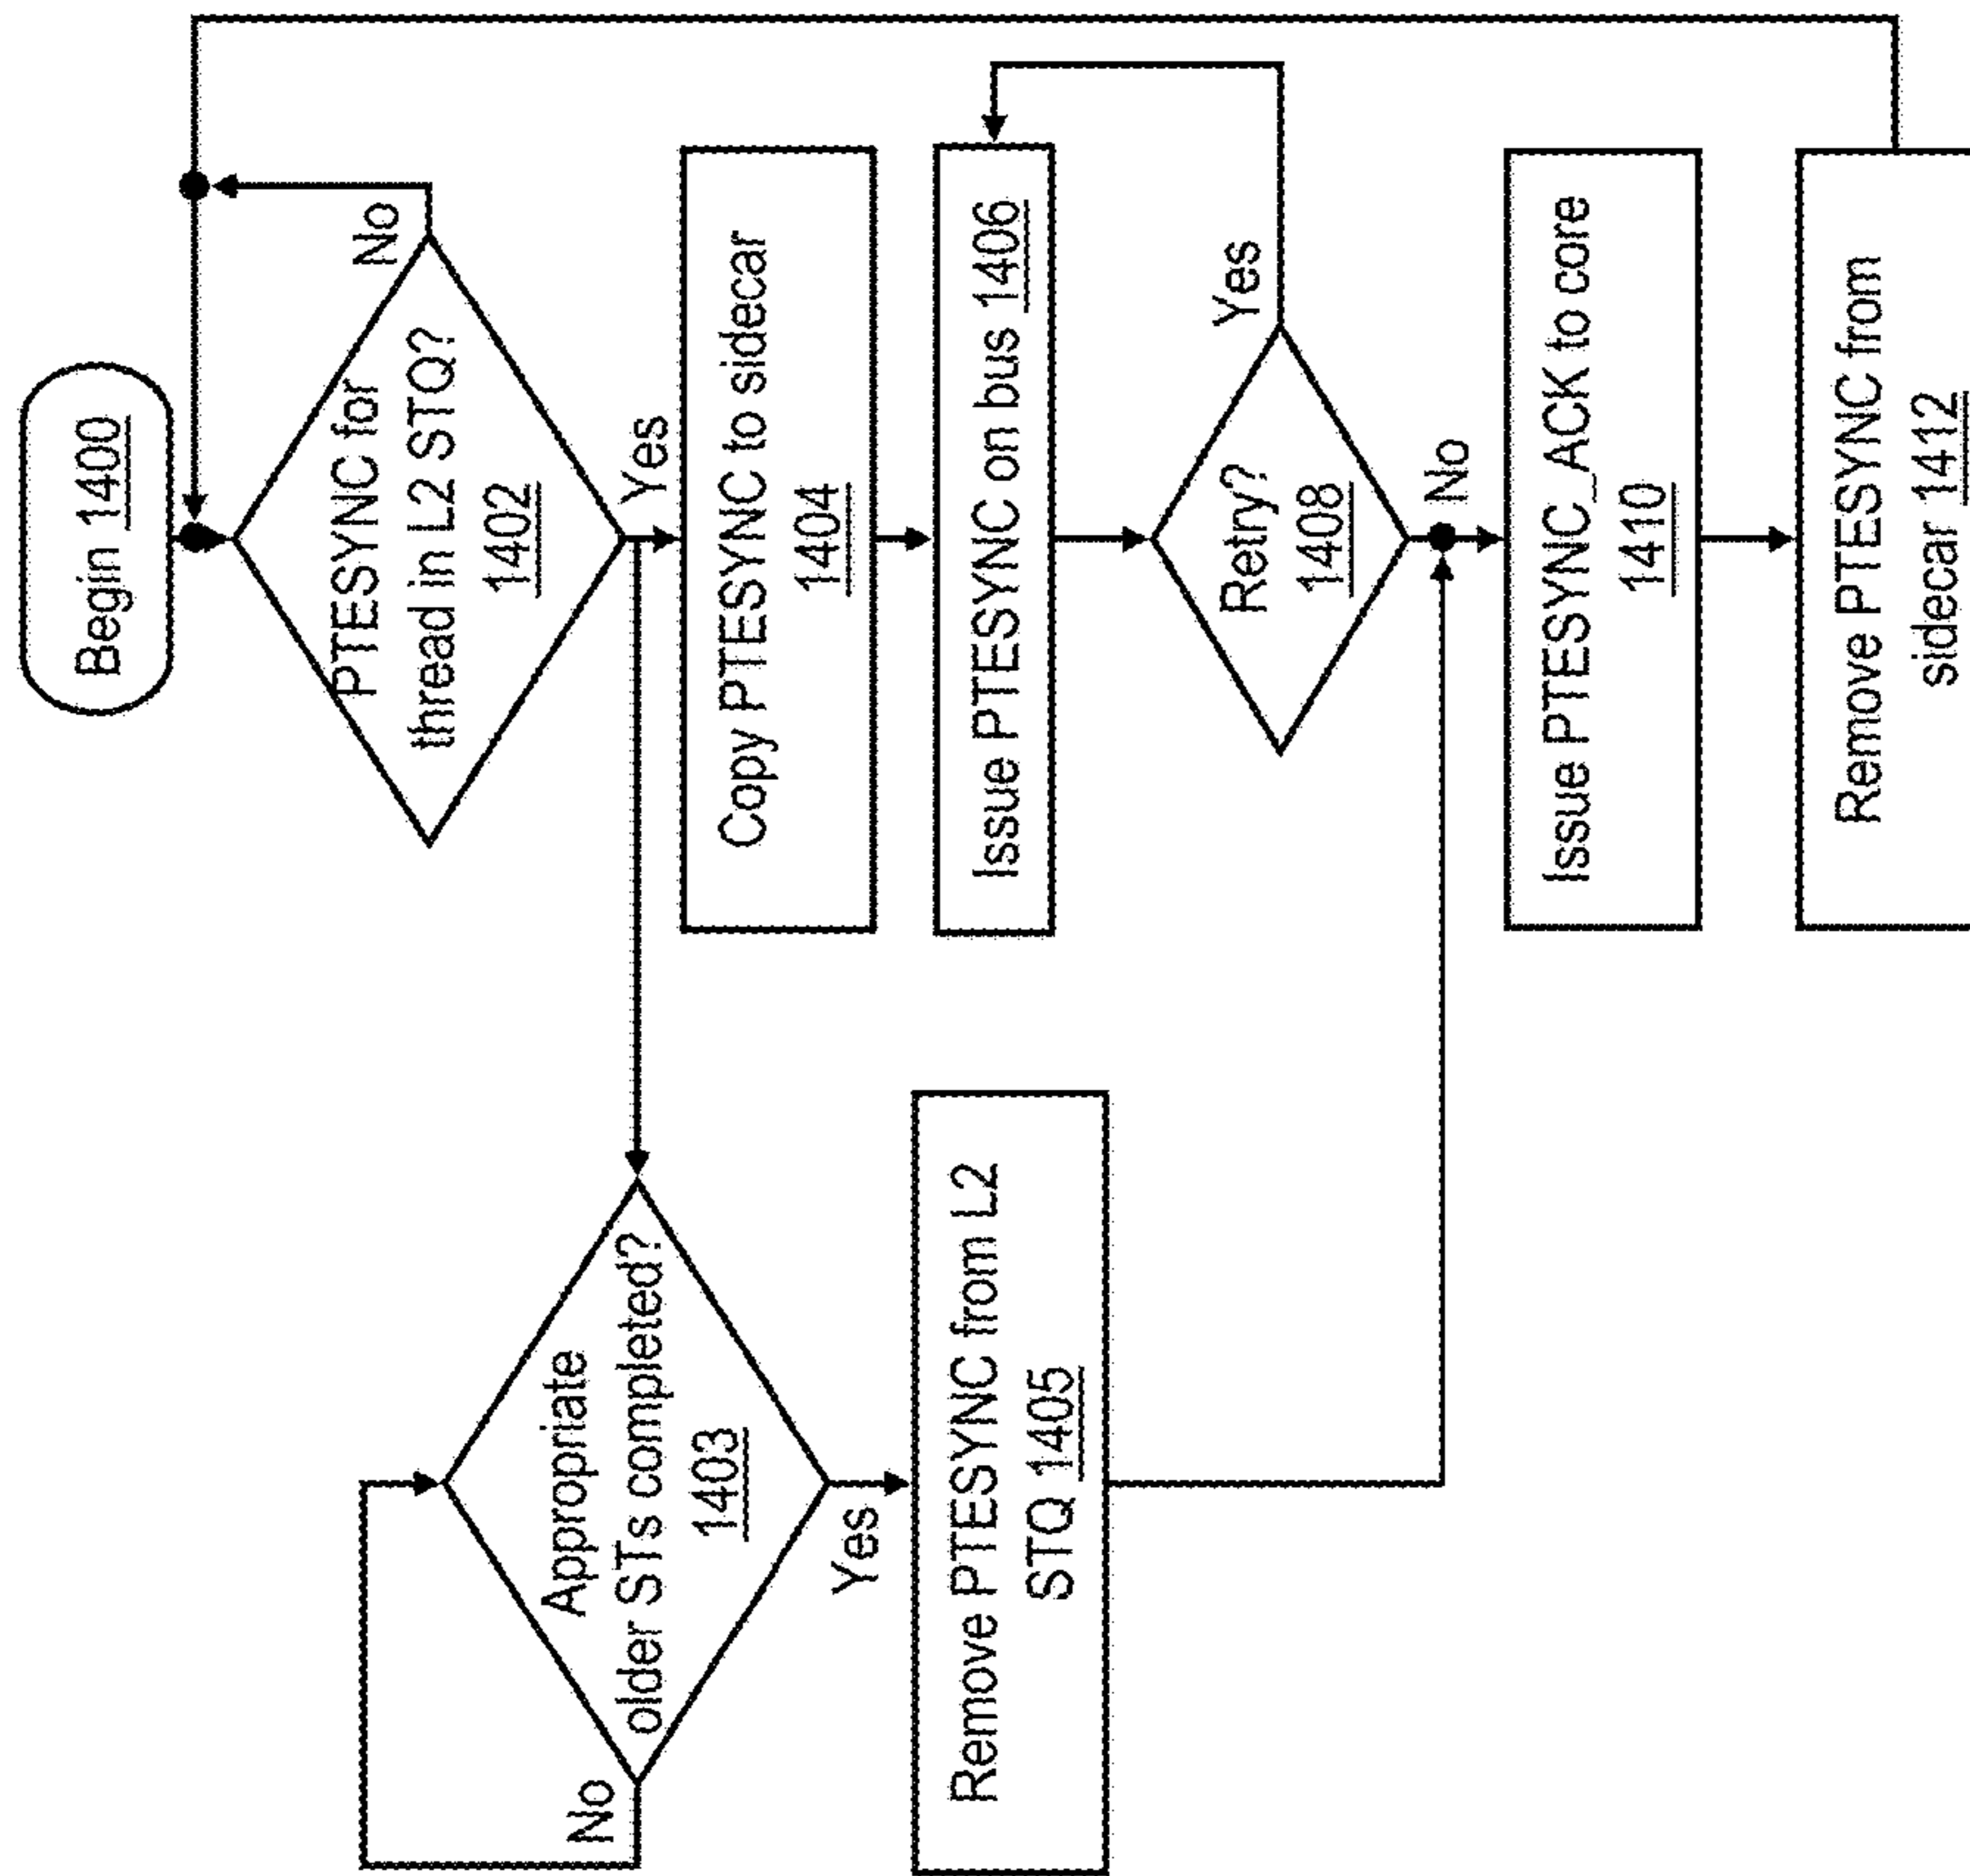 Begin 1400
PTESYNC for
thread in L2 STQ?
1402
No
Yes
Copy PTESYNC to sidecar
1404
Issue PTESYNC on bus 1406
Retry?
1408
Yes
No
Issue PTESYNC_ACK to core
1410
Remove PTESYNC from
sidecar 1412
Appropriate
older STs completed?
1403
No
Yes
Remove PTESYNC from L2
STQ 1405